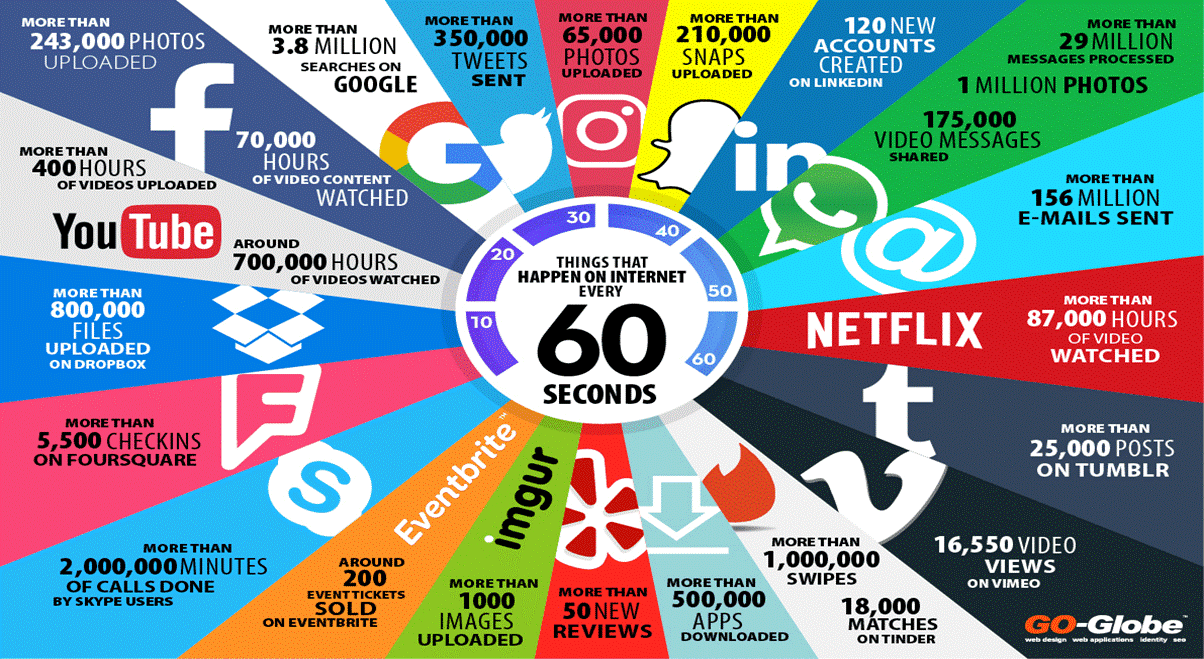 MORE THAN
243,000 PHOTOS
UPLOADED
70,000
HOURS
OF VIDEO CONTENT
WATCHED
MORE THAN
3.8 MILLION
SEARCHES ON
GOOGLE
MORE THAN
350,000
TWEETS
SENT
MORE THAN
65,000
PHOTOS
UPLOADED
MORE THAN
210,000
SNAPS
UPLOADED
120 NEW
ACCOUNTS
CREATED
ON LINKEDIN
in
MORE THAN
29 MILLION
MESSAGES PROCESSED
1 MILLION PHOTOS
175,000
VIDEO MESSAGES
SHARED
MORE THAN
156 MILLION
E-MAILS SENT
@
MORE THAN
87,000 HOURS
OF VIDEO
WATCHED
NETFLIX
MORE THAN
25,000 POSTS
ON TUMBLR
t
16,550 VIDEO
VIEWS
ON VIMEO
v
MORE THAN
1,000,000
SWIPES
18,000
MATCHES
ON TINDER
MORE THAN
500,000
APPS
DOWNLOADED
MORE THAN
50 NEW
REVIEWS
imgur
MORE THAN
1000
IMAGES
UPLOADED
Eventbrite™
AROUND
200
EVENT TICKETS
SOLD
ON EVENTBRITE
S
MORE THAN
2,000,000 MINUTES
OF CALLS DONE
BY SKYPE USERS
F
MORE THAN
5,500 CHECKINS
ON FOURSQUARE
MORE THAN
800,000
FILES
UPLOADED
ON DROPBOX
MORE THAN
400 HOURS
OF VIDEOS UPLOADED
YouTube
AROUND
700,000 HOURS
OF VIDEOS WATCHED
f
G
10
20
30
40
50
60
THINGS THAT
HAPPEN ON INTERNET
EVERY
60
SECONDS
GO-Globe™
web design web applications identity seo